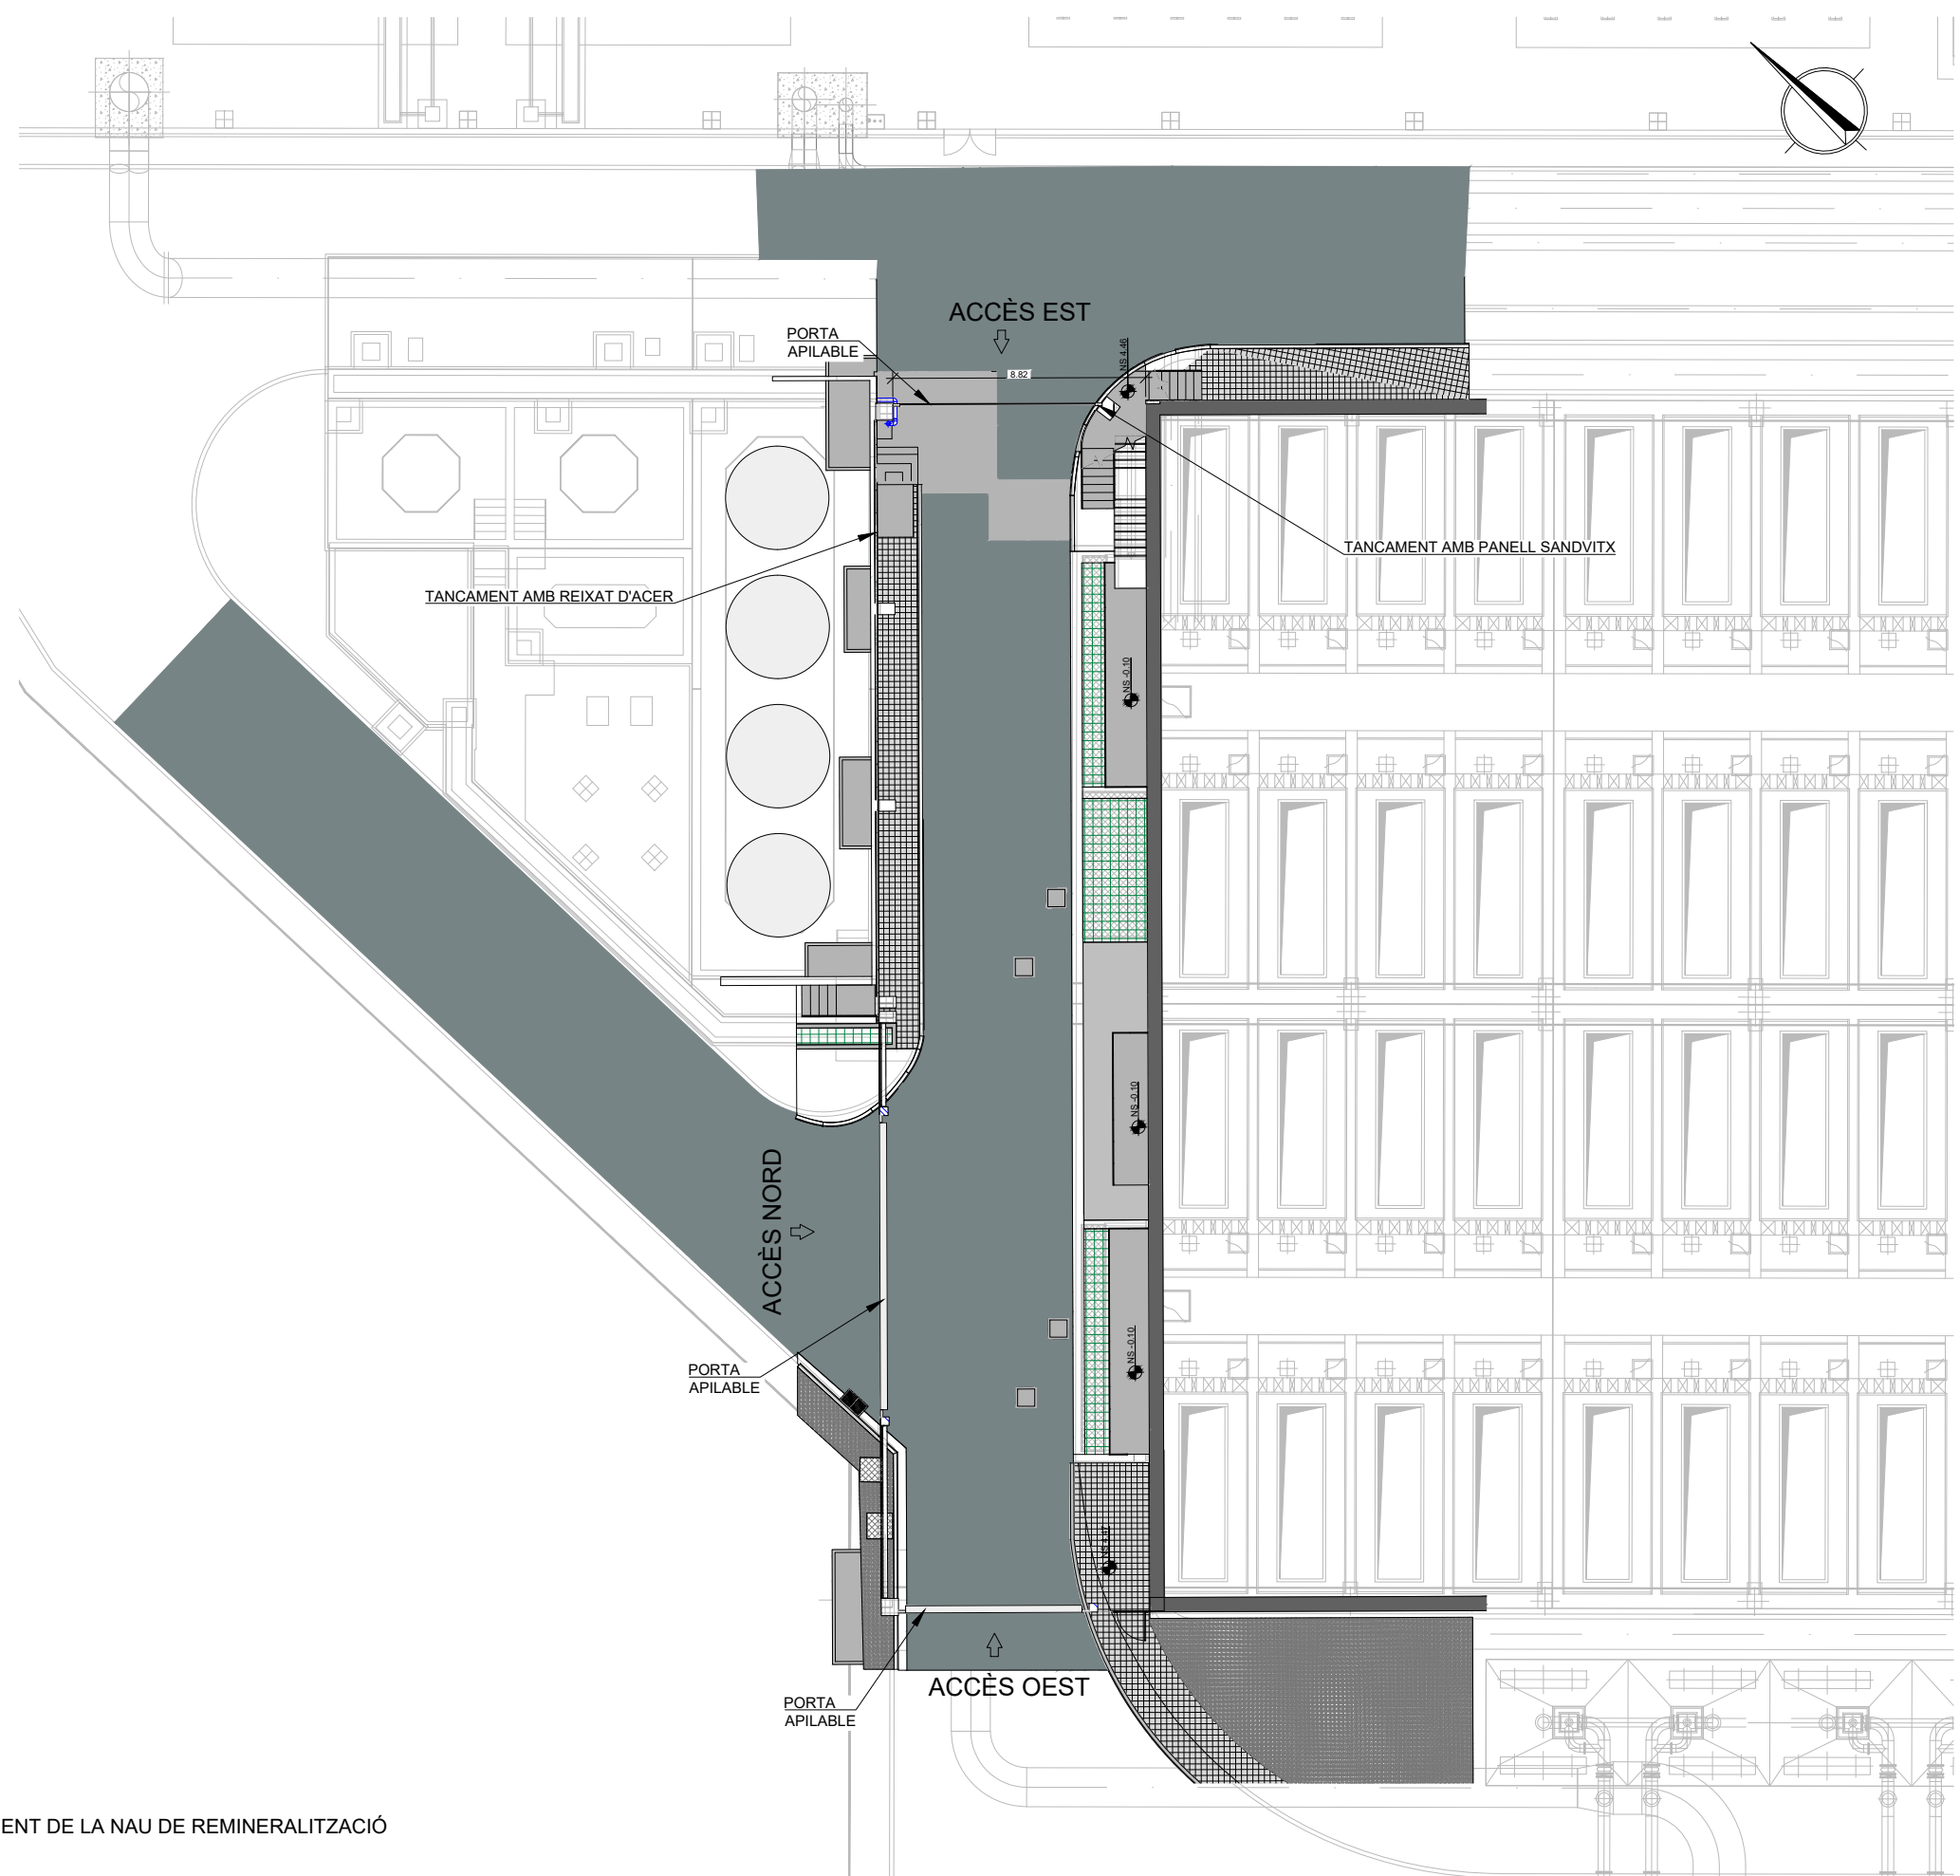 ACCÈS EST
PORTA
APILABLE
8.82
NS 4.46
TANCAMENT AMB PANELL SANDVITX
TANCAMENT AMB REIXAT D'ACER
NS -0.10
NS -0.10
ACCÈS NORD
PORTA
APILABLE
NS -0.10
ACCÈS OEST
PORTA
APILABLE
ENT DE LA NAU DE REMINERALITZACIÓ